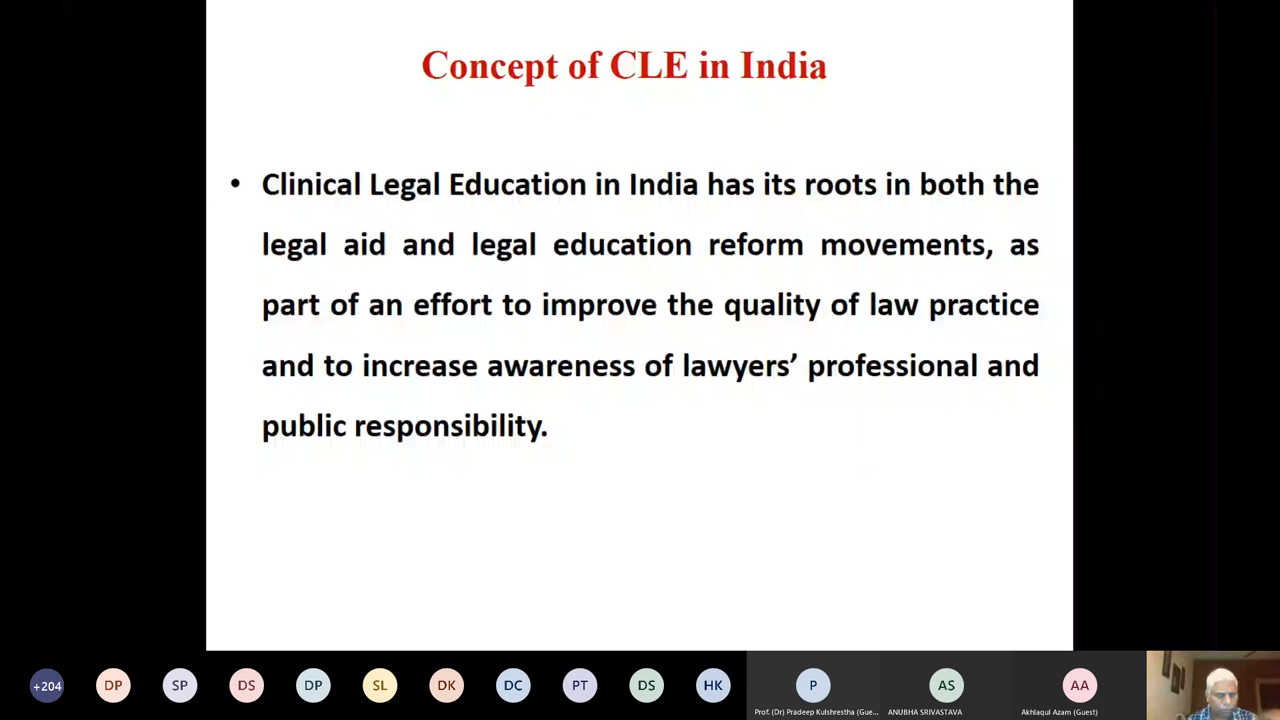 Concept of CLE in India
• Clinical Legal Education in India has its roots in both the
legal aid and legal education reform movements, as
part of an effort to improve the quality of law practice
and to increase awareness of lawyers’ professional and
public responsibility.
+204 DP SP DS DP SL DK DC PT DS HK P AS AA
Prof. (Dr) Pradeep Kulshrestha (Gue... ANUBHA SRIVASTAVA Akhlaqul Azam (Guest)